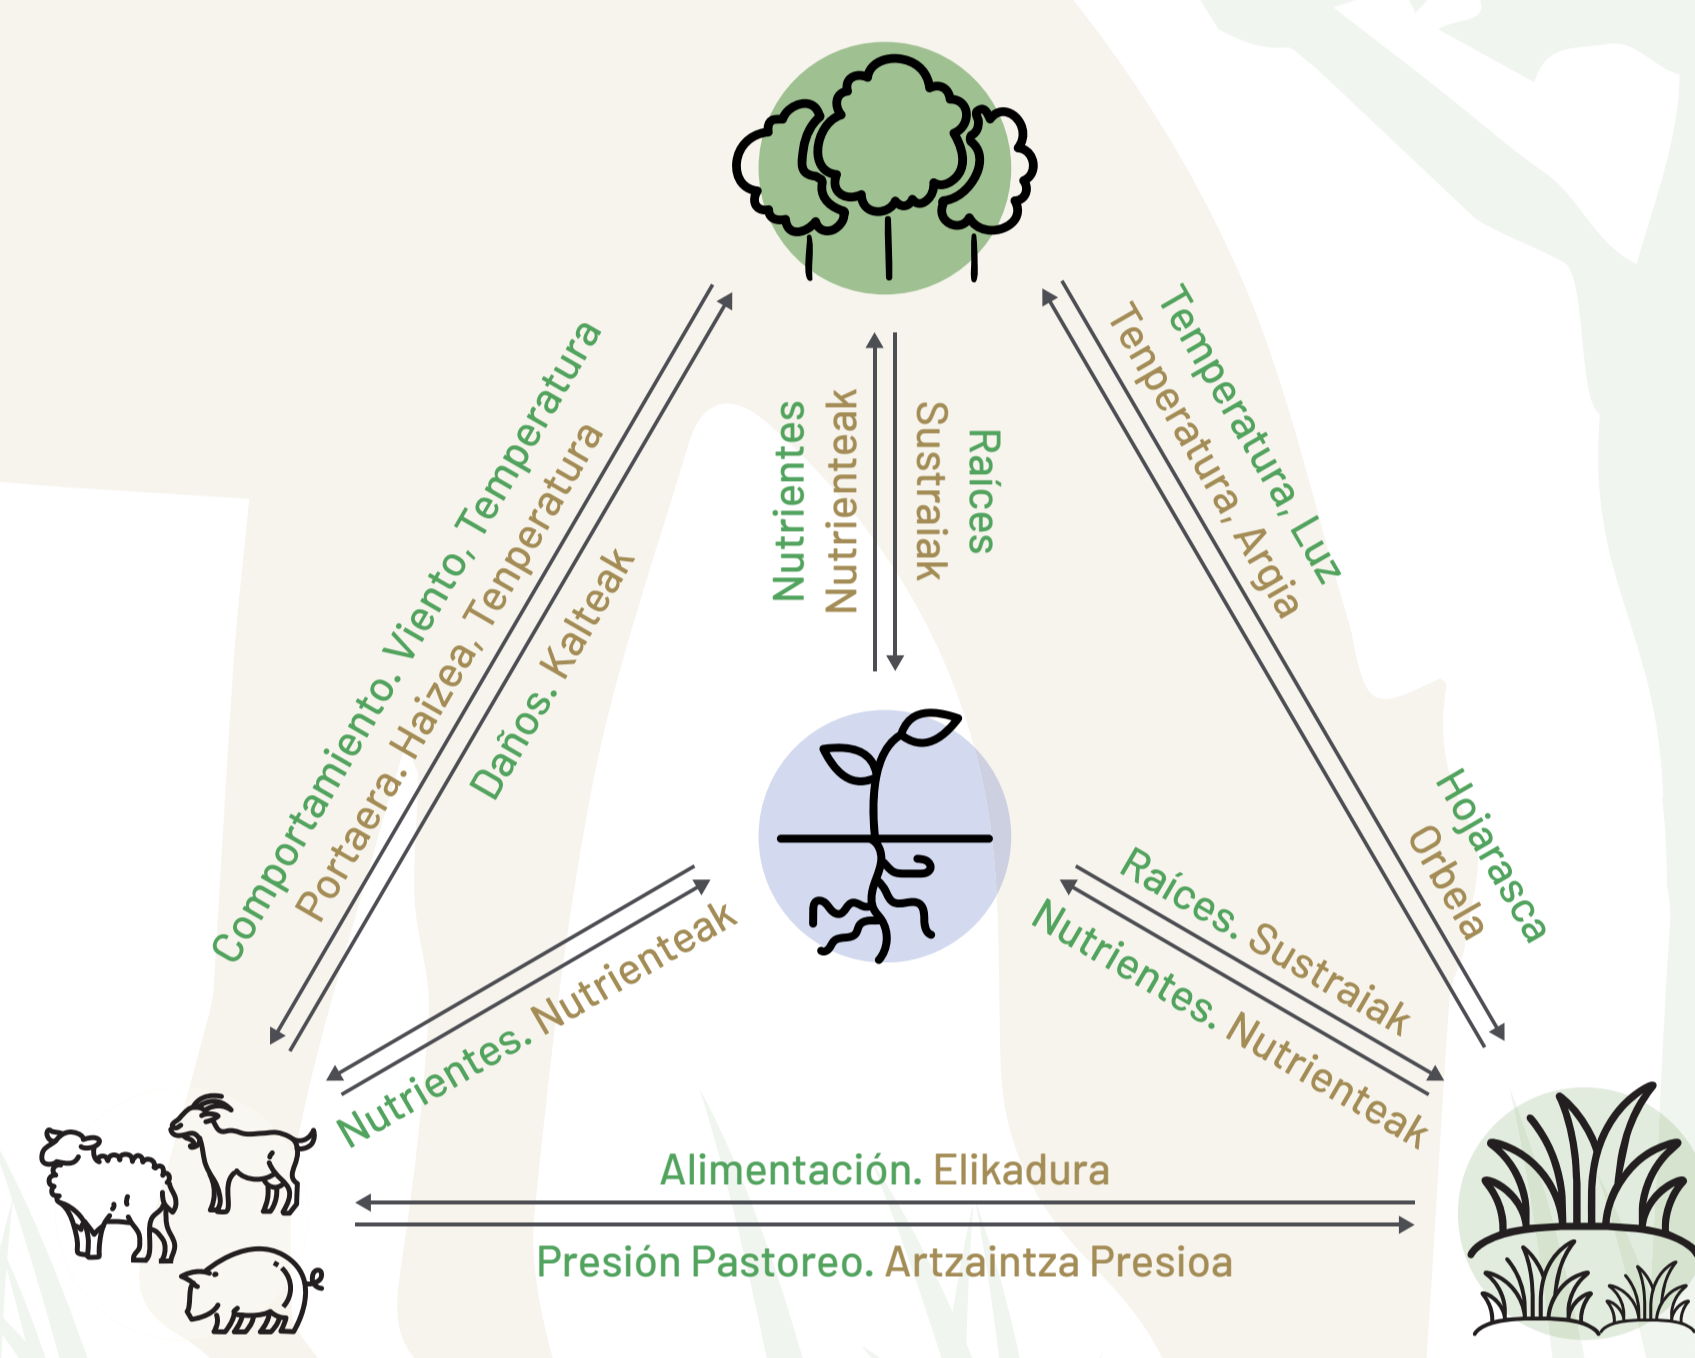 Comportamiento. Viento, Temperatura
Portaera. Haizea, Tenperatura
Daños. Kalteak
Nutrientes
Nutrienteak
Sustraiak
Raíces
Temperatura, Luz
Tenperatura, Argia
Hojarasca
Orbela
Nutrientes. Nutrienteak
Raíces. Sustraiak
Nutrientes. Nutrienteak
Alimentación. Elikadura
Presión Pastoreo. Artzaintza Presioa